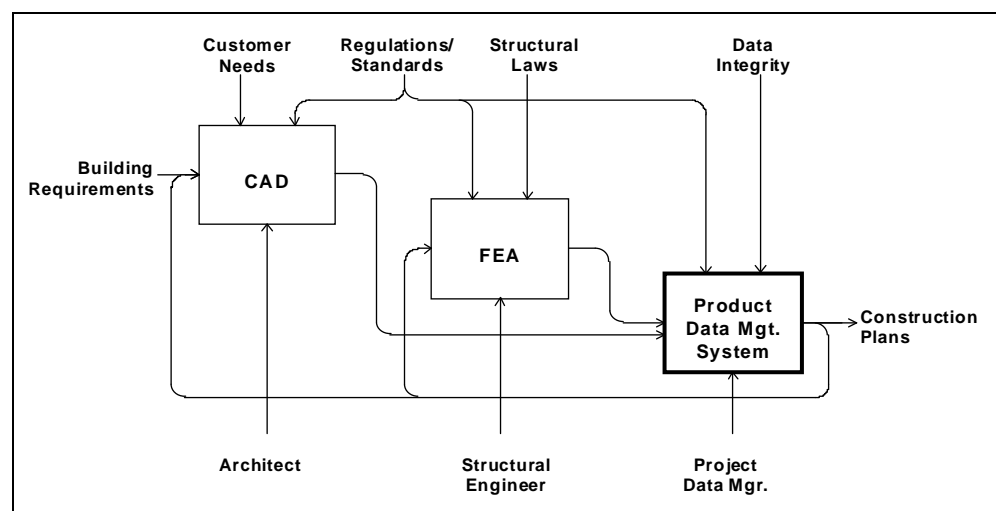 Customer
Needs
Regulations/
Standards
Structural
Laws
Data
Integrity
Building
Requirements
CAD
FEA
Product
Data Mgt.
System
Construction
Plans
Architect
Structural
Engineer
Project
Data Mgr.